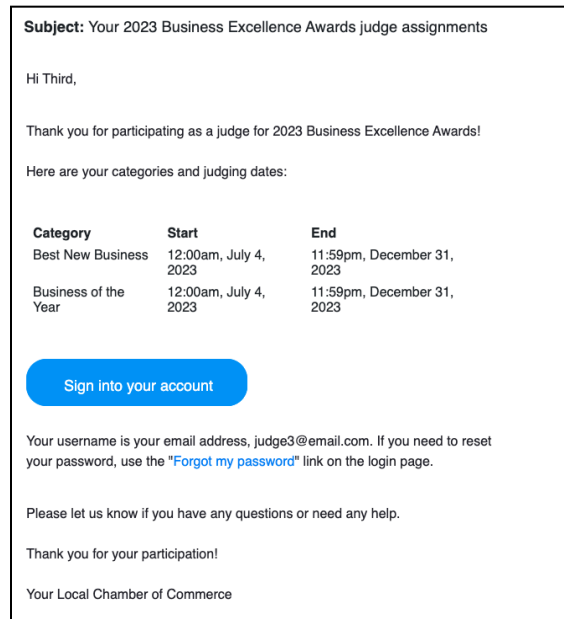 Subject: Your 2023 Business Excellence Awards judge assignments
Hi Third,
Thank you for participating as a judge for 2023 Business Excellence Awards!
Here are your categories and judging dates:
Category Start End
Best New Business 12:00am, July 4, 11:59pm, December 31,
2023 2023
Business of the 12:00am, July 4, 11:59pm, December 31,
Year 2023 2023
Sign into your account
Your username is your email address, judge3@email.com. If you need to reset
your password, use the "Forgot my password" link on the login page.
Please let us know if you have any questions or need any help.
Thank you for your participation!
Your Local Chamber of Commerce